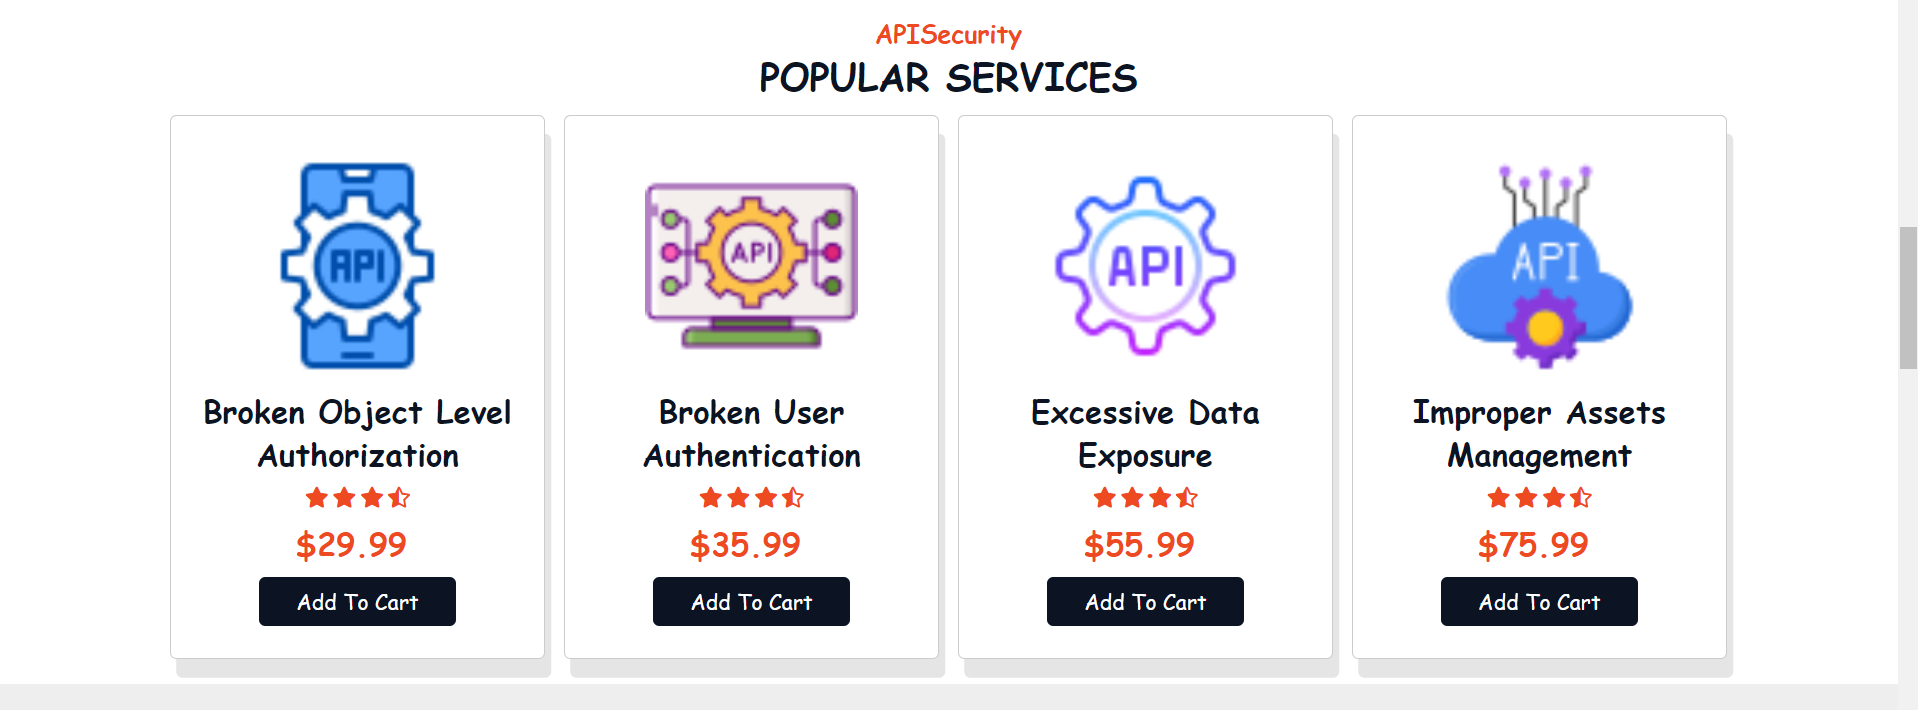 APISecurity
POPULAR SERVICES
API
API
API
API
Broken Object Level
Authorization
Broken User
Authentication
Excessive Data
Exposure
Improper Assets
Management
$29.99
$35.99
$55.99
$75.99
Add To Cart
Add To Cart
Add To Cart
Add To Cart